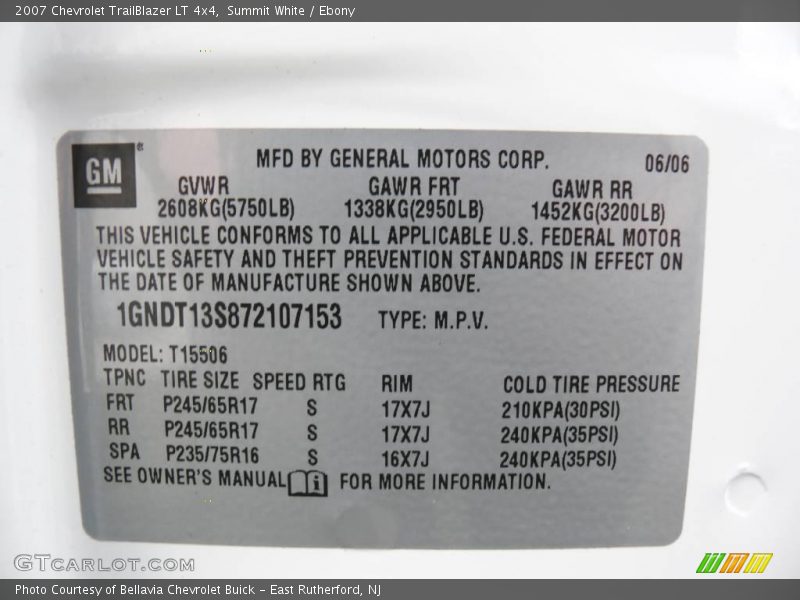 2007 Chevrolet TrailBlazer LT 4x4,  Summit White / Ebony
GM®
MFD BY GENERAL MOTORS CORP. 06/06
GVWR GAWR FRT GAWR RR
2608KG(5750LB) 1338KG(2950LB) 1452KG(3200LB)
THIS VEHICLE CONFORMS TO ALL APPLICABLE U.S. FEDERAL MOTOR
VEHICLE SAFETY AND THEFT PREVENTION STANDARDS IN EFFECT ON
THE DATE OF MANUFACTURE SHOWN ABOVE.
1GNDT13S872107153 TYPE: M.P.V.
MODEL: T15506
TPNC TIRE SIZE SPEED RTG RIM COLD TIRE PRESSURE
FRT P245/65R17 S 17X7J 210KPA(30PSI)
RR P245/65R17 S 17X7J 240KPA(35PSI)
SPA P235/75R16 S 16X7J 240KPA(35PSI)
SEE OWNER'S MANUAL i FOR MORE INFORMATION.
GTCARLOT.COM
Photo Courtesy of Bellavia Chevrolet Buick - East Rutherford, NJ